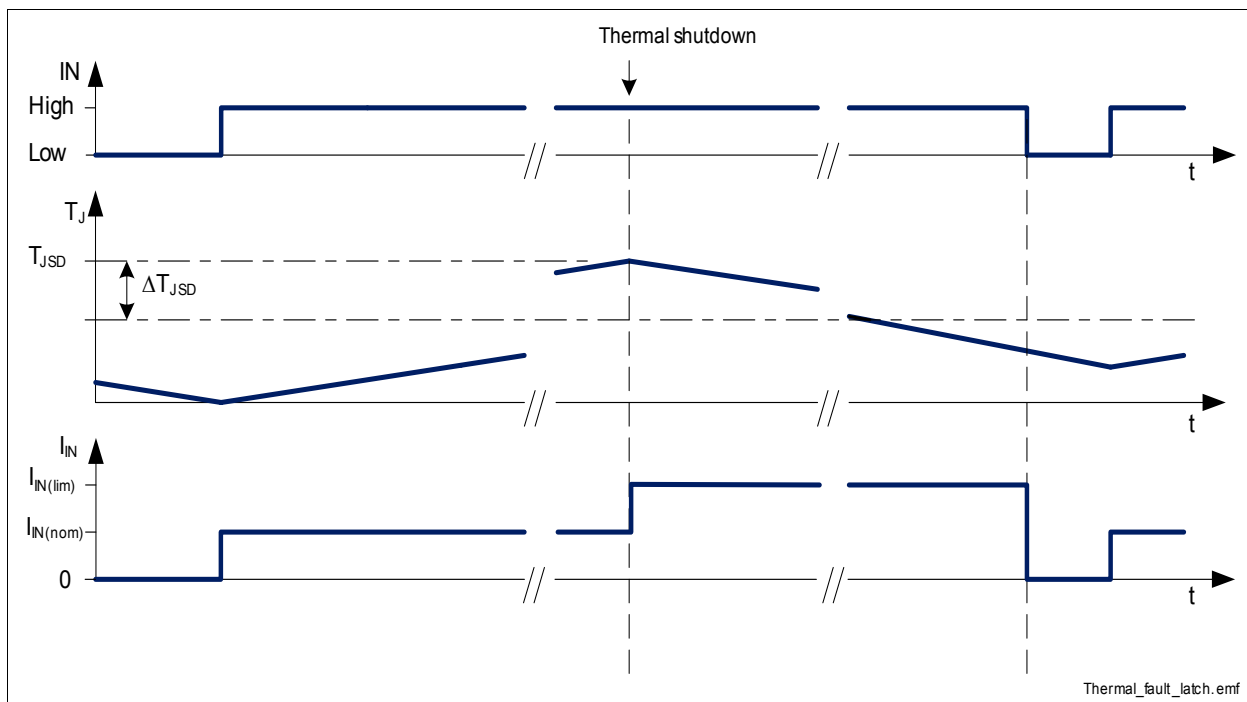 Thermal shutdown
IN
High
Low
t
TJ
TJSD
ΔTJSD
t
IIN
IIN(lim)
IIN(nom)
0
t
Thermal_fault_latch.emf